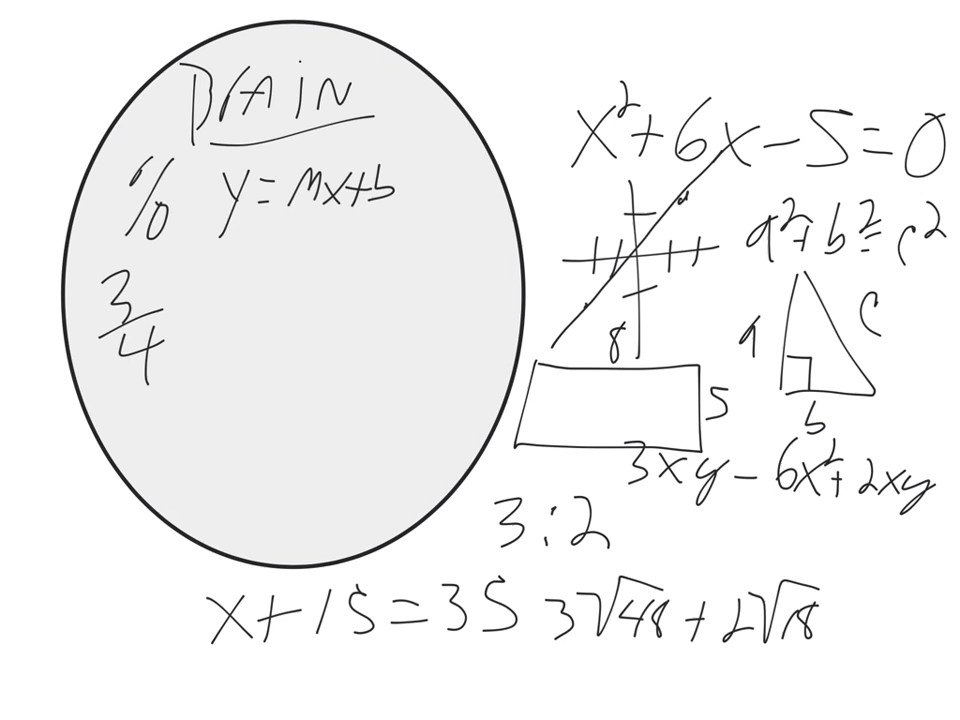 BRAIN
% y = mx+b
3/4
x²+6x-5=0
a²+b²=c²
8
5
a
c
b
3xy - 6x²+2xy
3:2
x+15=35
3√48 + 2√18